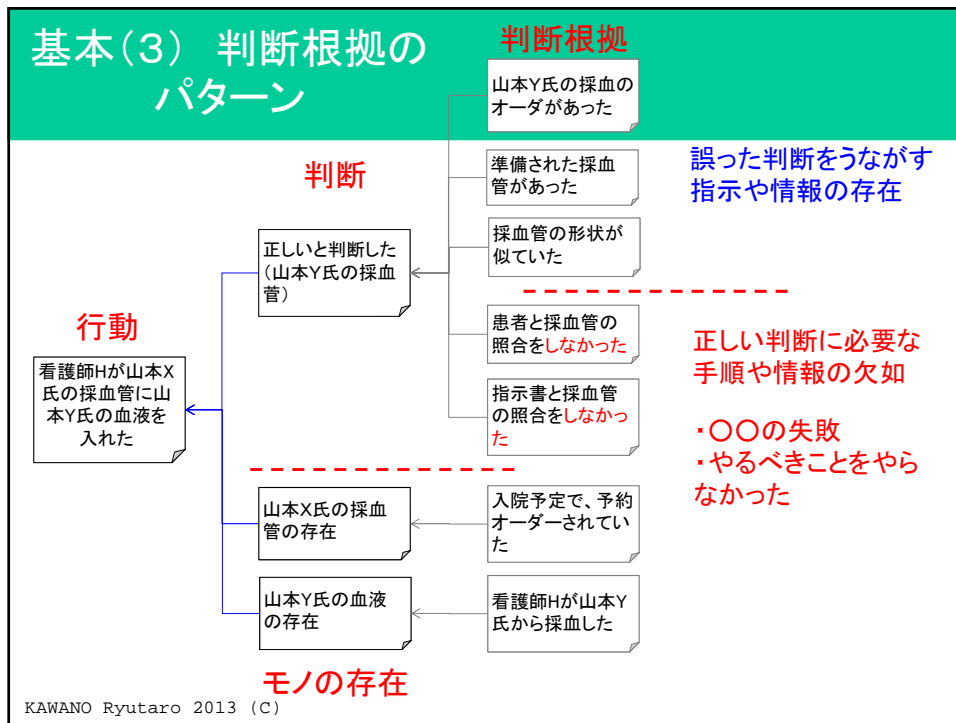 基本(3) 判断根拠の
パターン
判断根拠
山本Y氏の採血の
オーダがあった
準備された採血
管があった
採血管の形状が
似ていた
誤った判断をうながす
指示や情報の存在
判断
正しいと判断した
(山本Y氏の採血
菅)
患者と採血管の
照合をしなかった
指示書と採血管
の照合をしなかっ
た
正しい判断に必要な
手順や情報の欠如
・〇〇の失敗
・やるべきことをやら
なかった
行動
看護師Hが山本X
氏の採血管に山
本Y氏の血液を
入れた
山本X氏の採血
管の存在
入院予定で、予約
オーダーされてい
た
山本Y氏の血液
の存在
看護師Hが山本Y
氏から採血した
モノの存在
KAWANO Ryutaro 2013 (C)